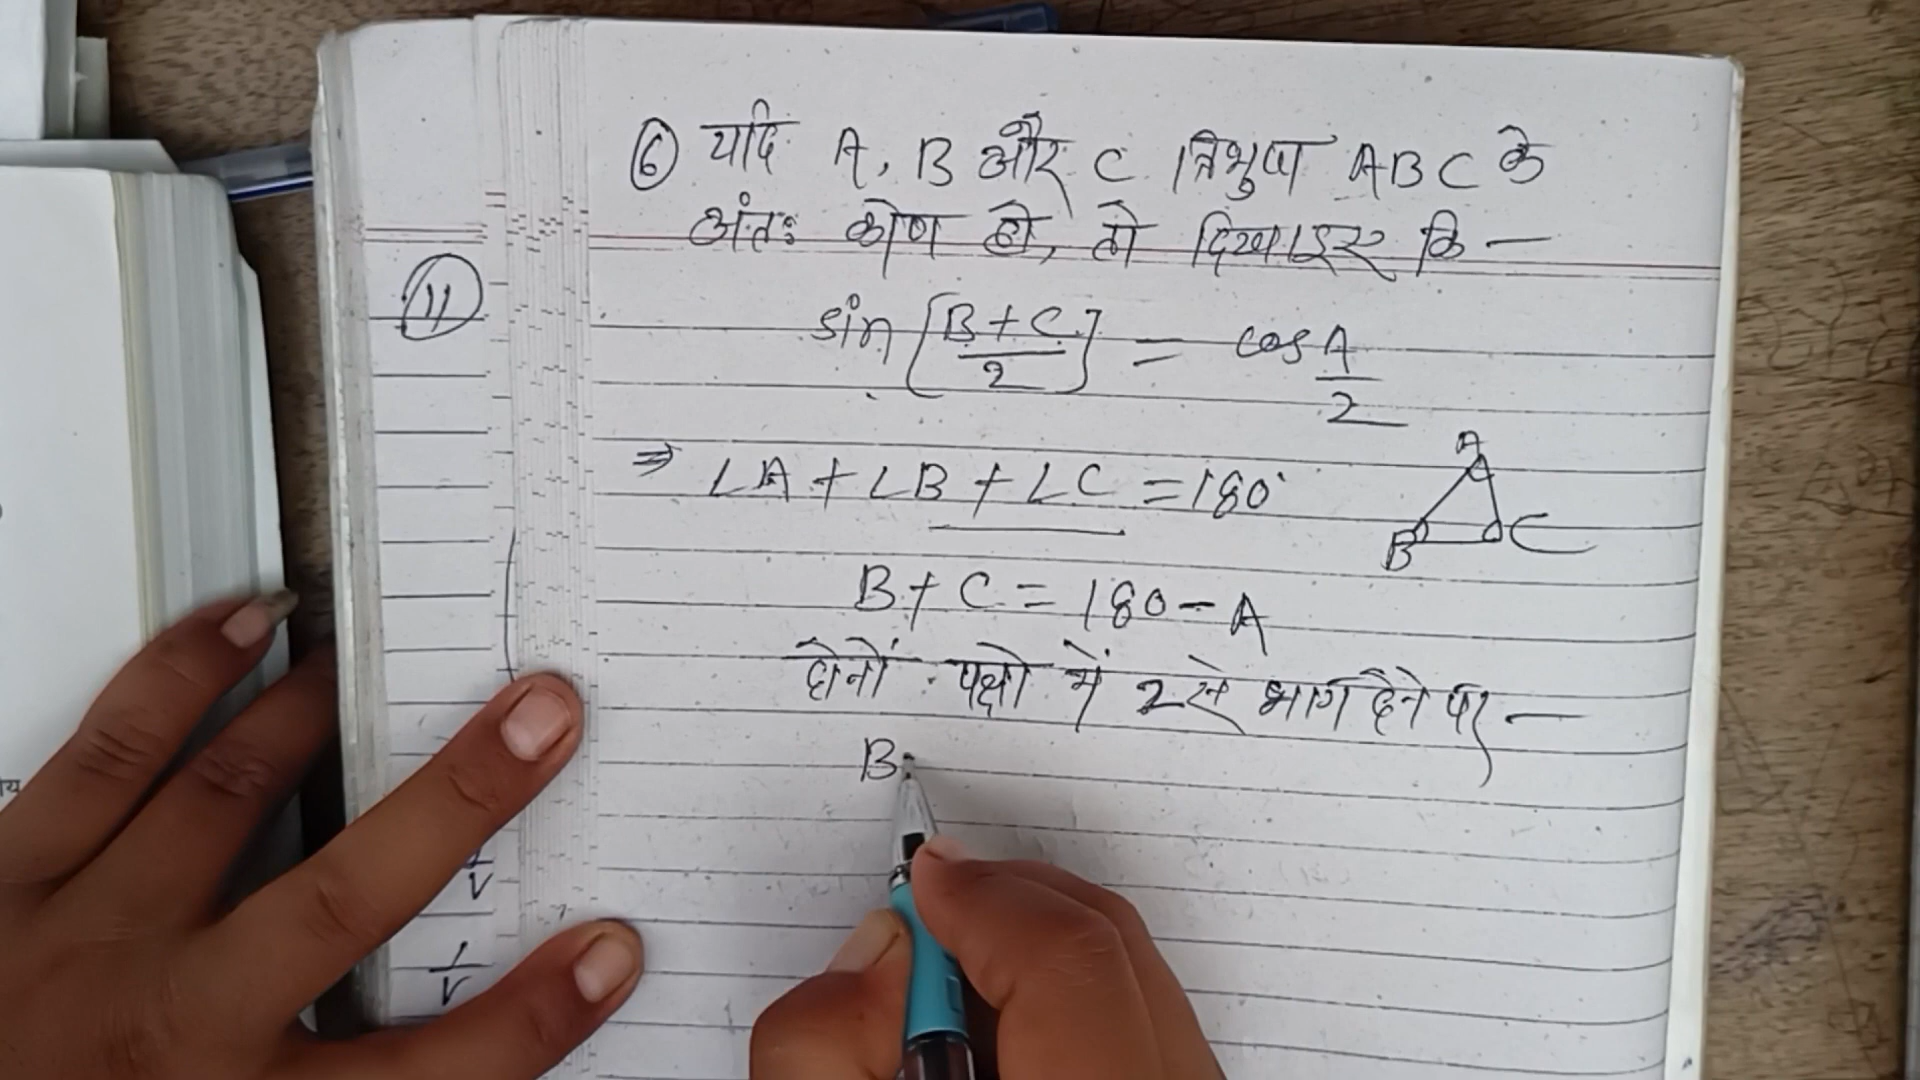 ⑥ यदि A, B और C त्रिभुज ABC के
अंतः कोण हो, तो दिखाइए कि —
11
sin [B + C / 2] = cos A / 2
⇒ ∠A + ∠B + ∠C = 180°
A
B C
B + C = 180 - A
दोनों पक्षो में 2 से भाग देने पर —
B